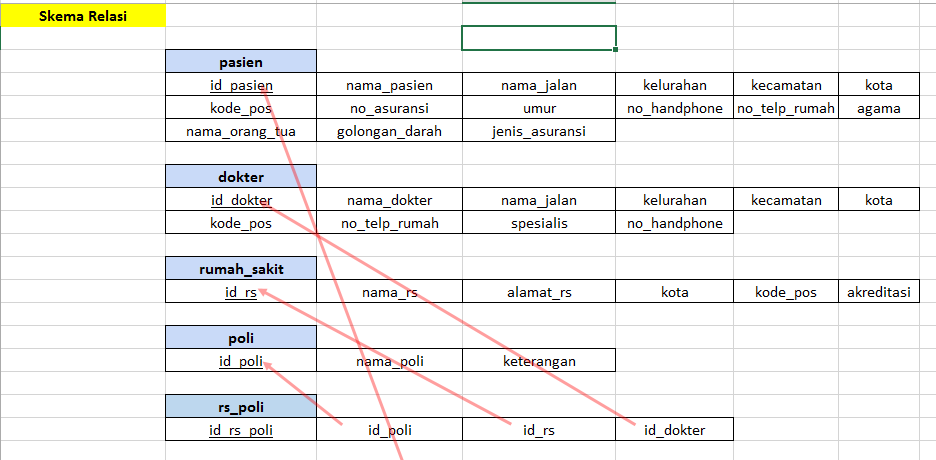 Skema Relasi
pasien
id_pasien nama_pasien nama_jalan kelurahan kecamatan kota
kode_pos no_asuransi umur no_handphone no_telp_rumah agama
nama_orang_tua golongan_darah jenis_asuransi
dokter
id_dokter nama_dokter nama_jalan kelurahan kecamatan kota
kode_pos no_telp_rumah spesialis no_handphone
rumah_sakit
id_rs nama_rs alamat_rs kota kode_pos akreditasi
poli
id_poli nama_poli keterangan
rs_poli
id_rs_poli id_poli id_rs id_dokter